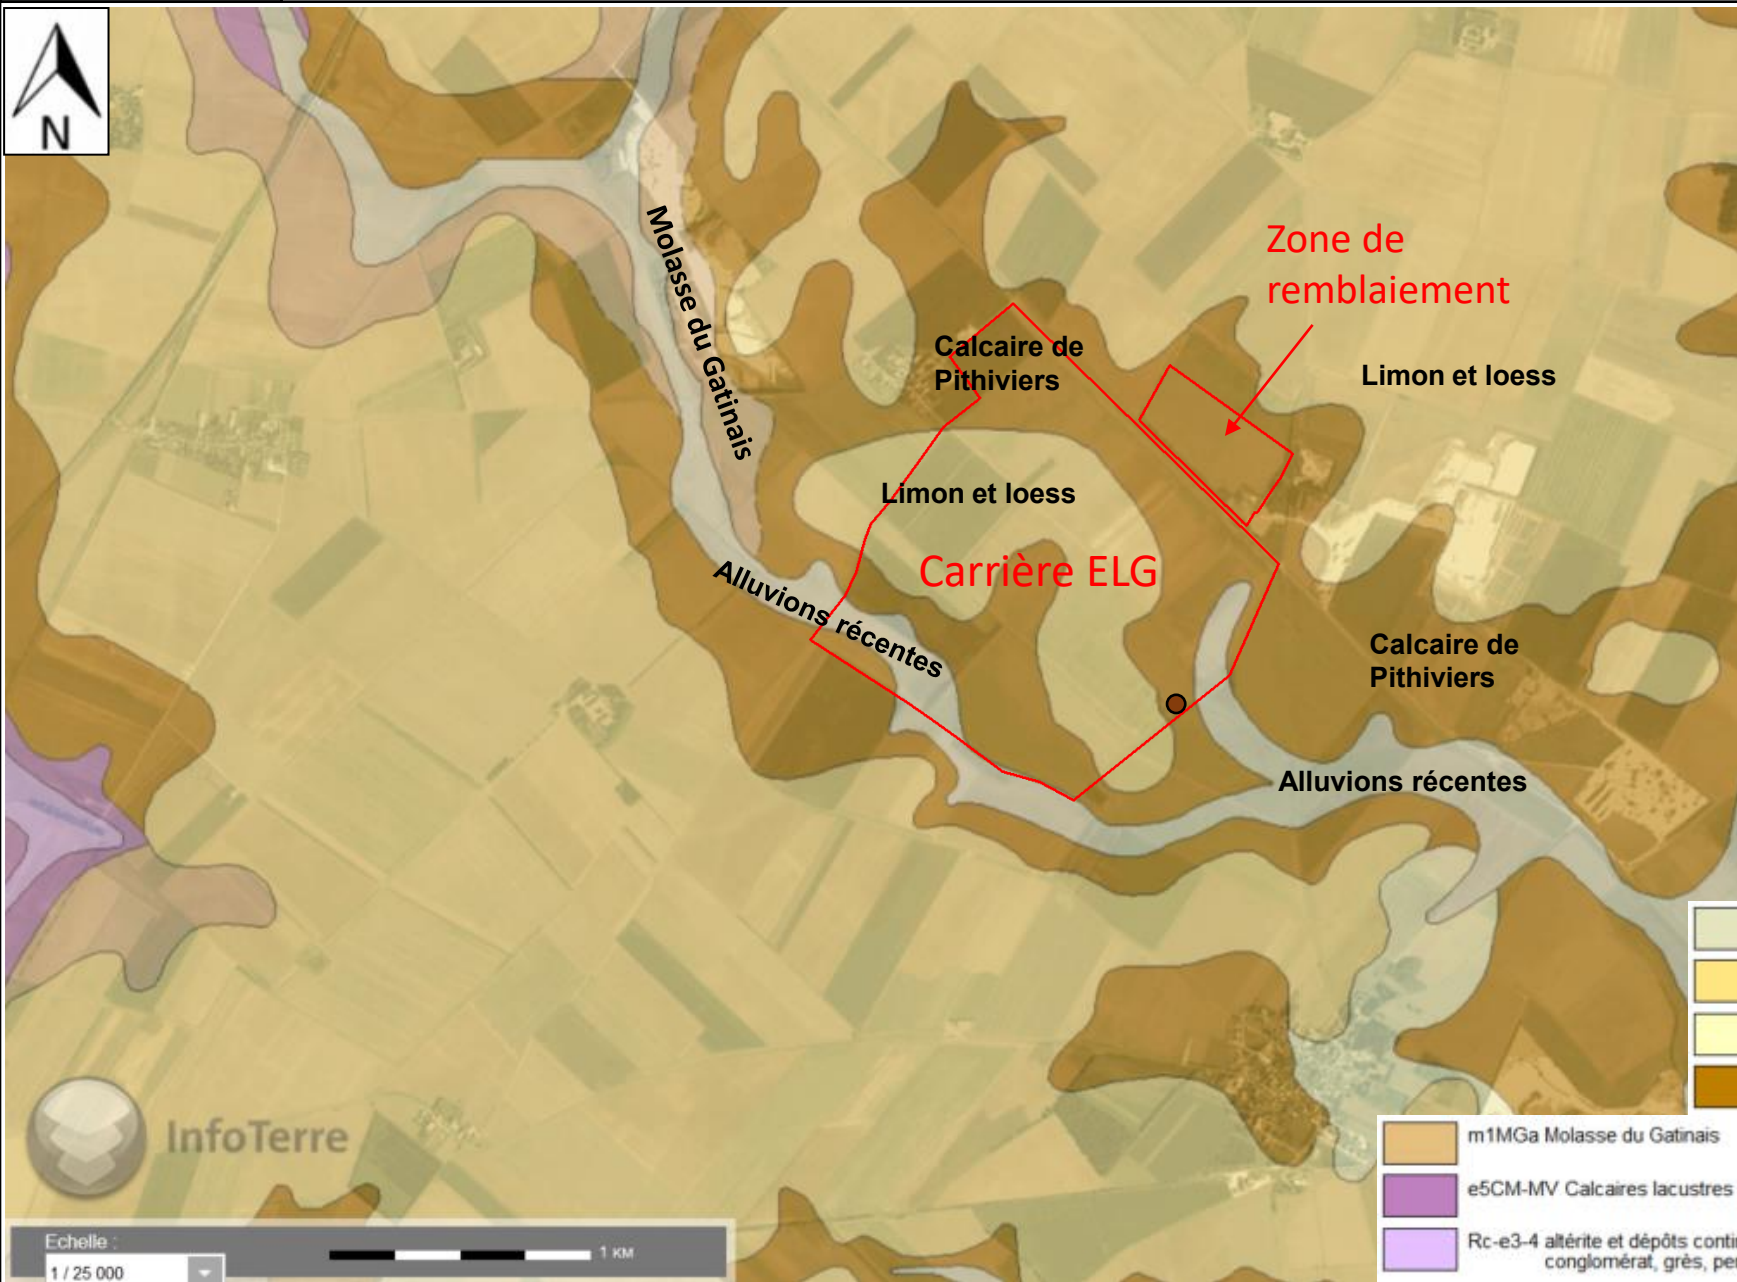 N
Zone de
remblaiement
Molasse du Gatinais
Calcaire de
Pithiviers
Limon et loess
Limon et loess
Carrière ELG
Alluvions récentes
Calcaire de
Pithiviers
Alluvions récentes
InfoTerre
m1MGa Molasse du Gatinais
e5CM-MV Calcaires lacustres
Rc-e3-4 altérite et dépôts
conglomérat, grès,
Echelle :
1 / 25 000
1 KM